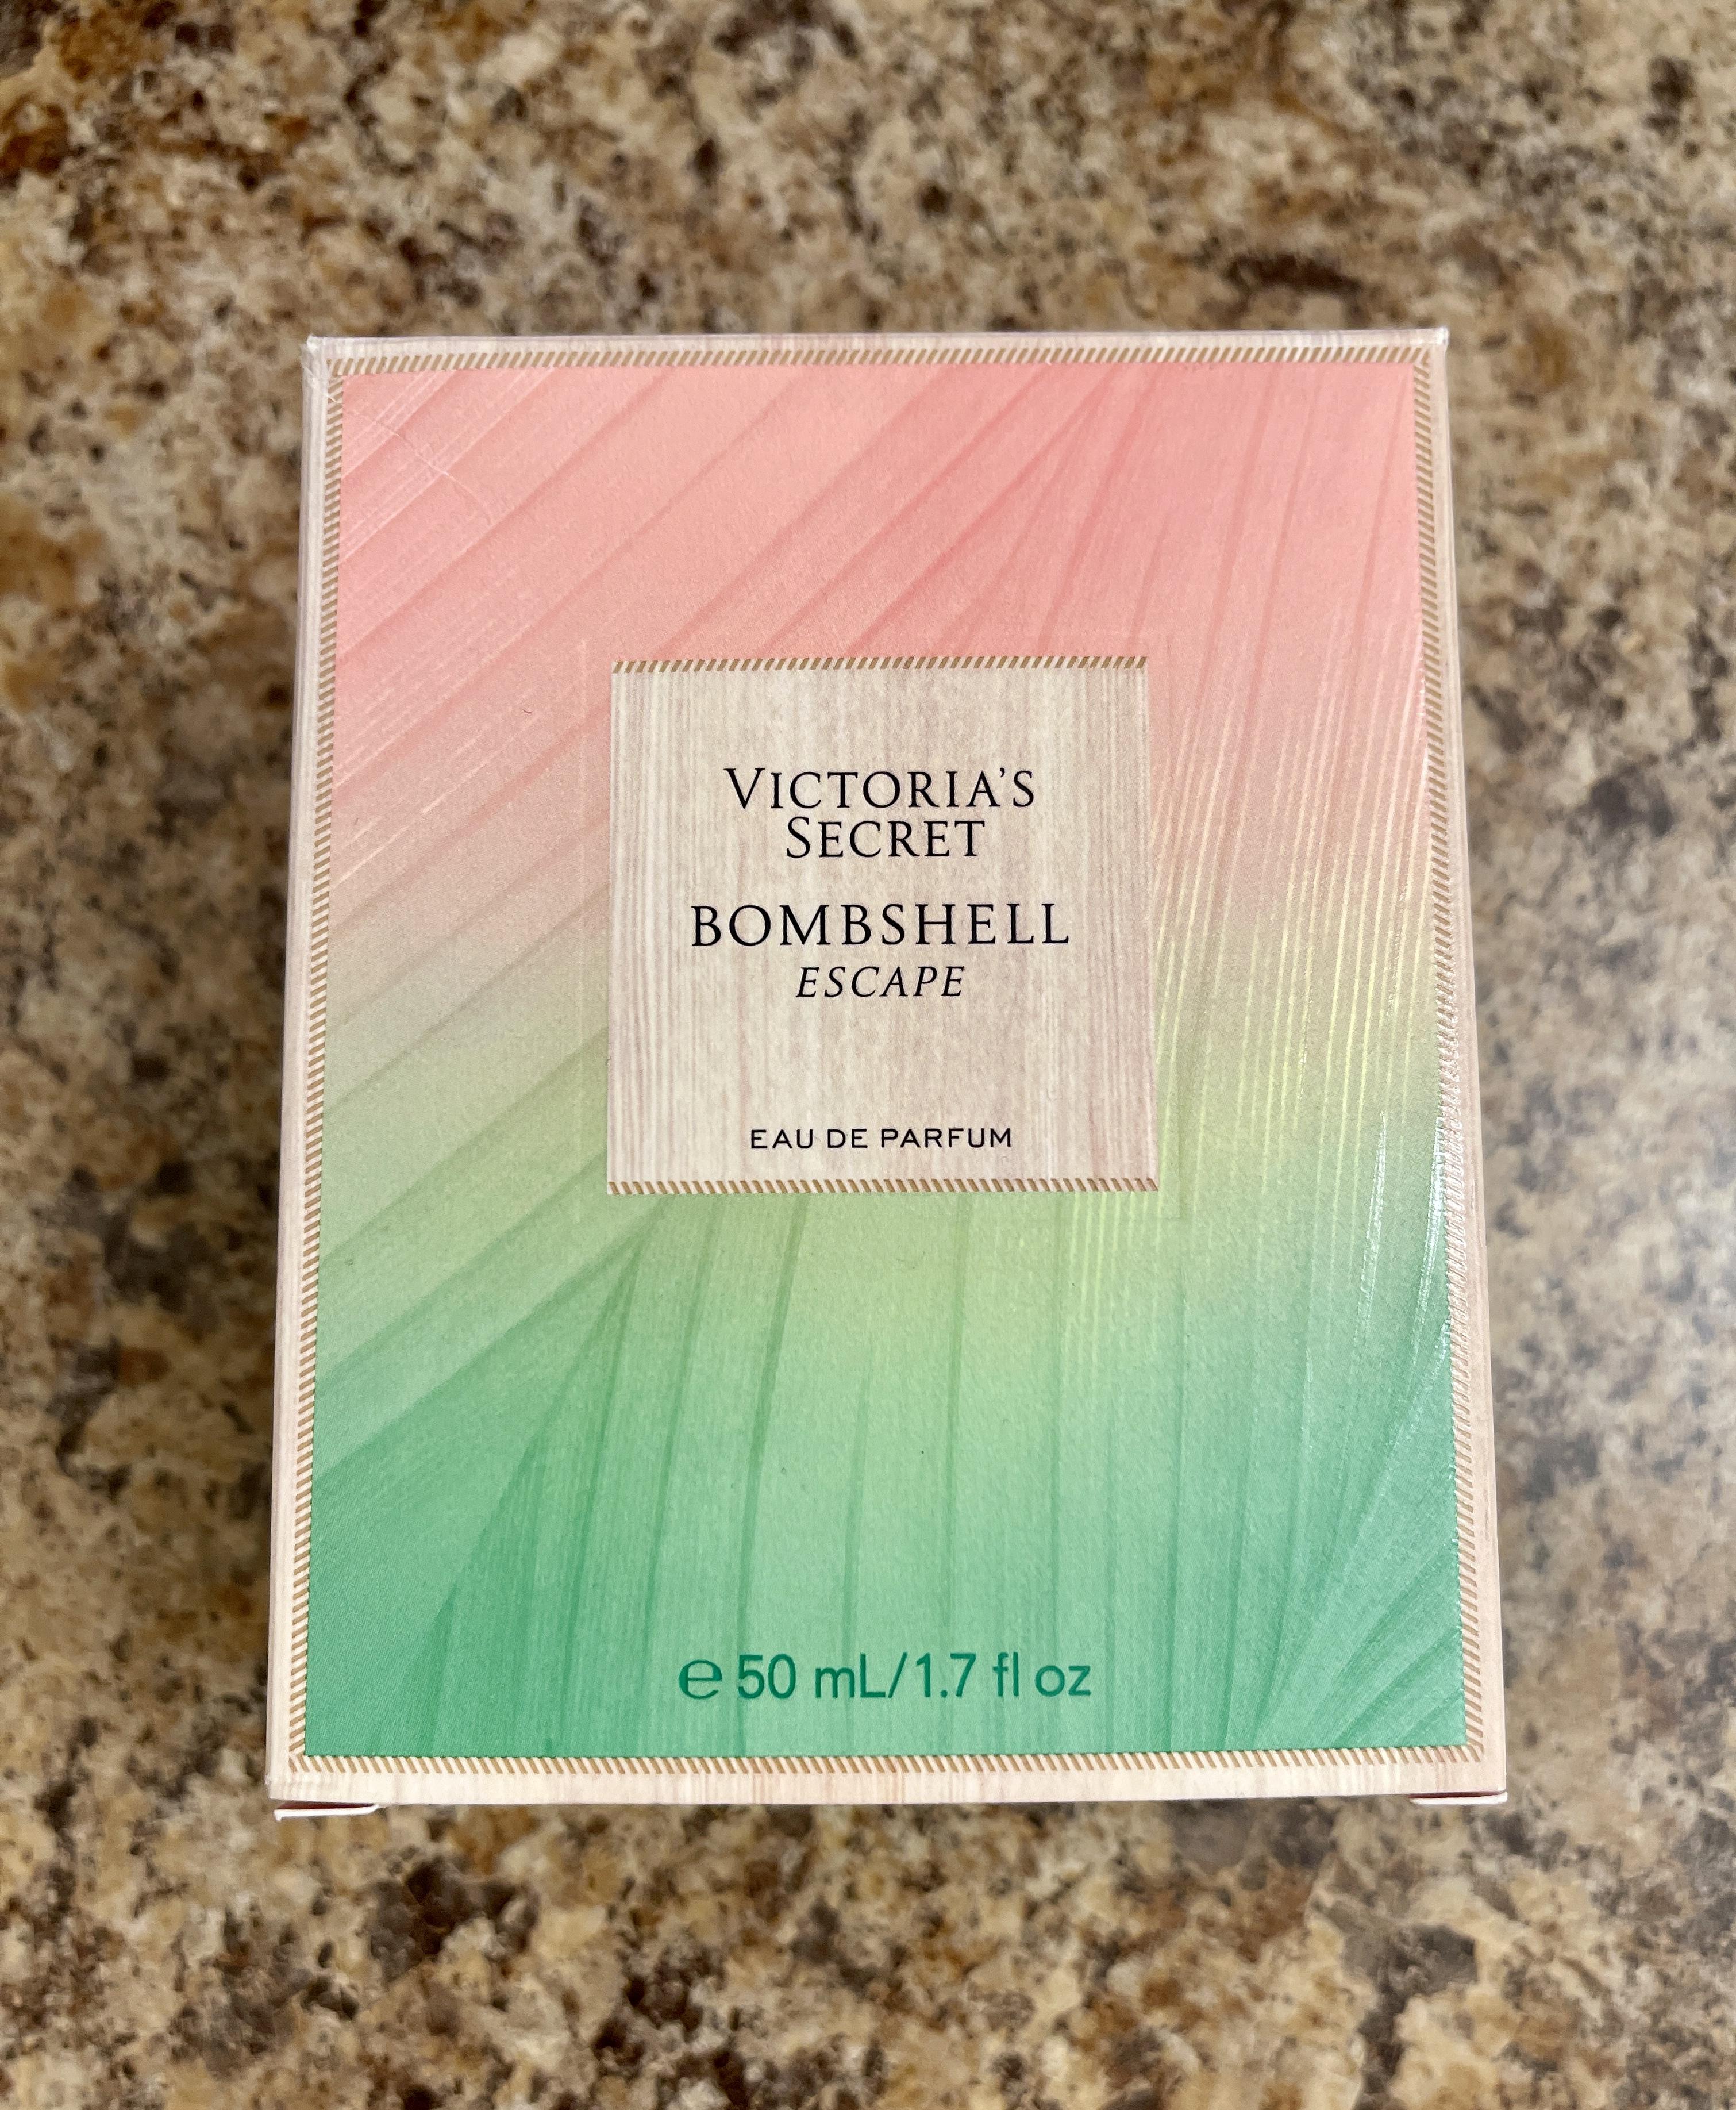 VICTORIA'S
SECRET
BOMBSHELL
ESCAPE
EAU DE PARFUM
℮ 50 mL/1.7 fl oz